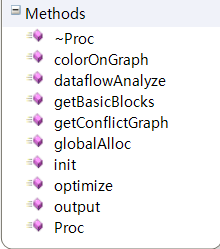 Methods
~Proc
colorOnGraph
dataflowAnalyze
getBasicBlocks
getConflictGraph
globalAlloc
init
optimize
output
Proc